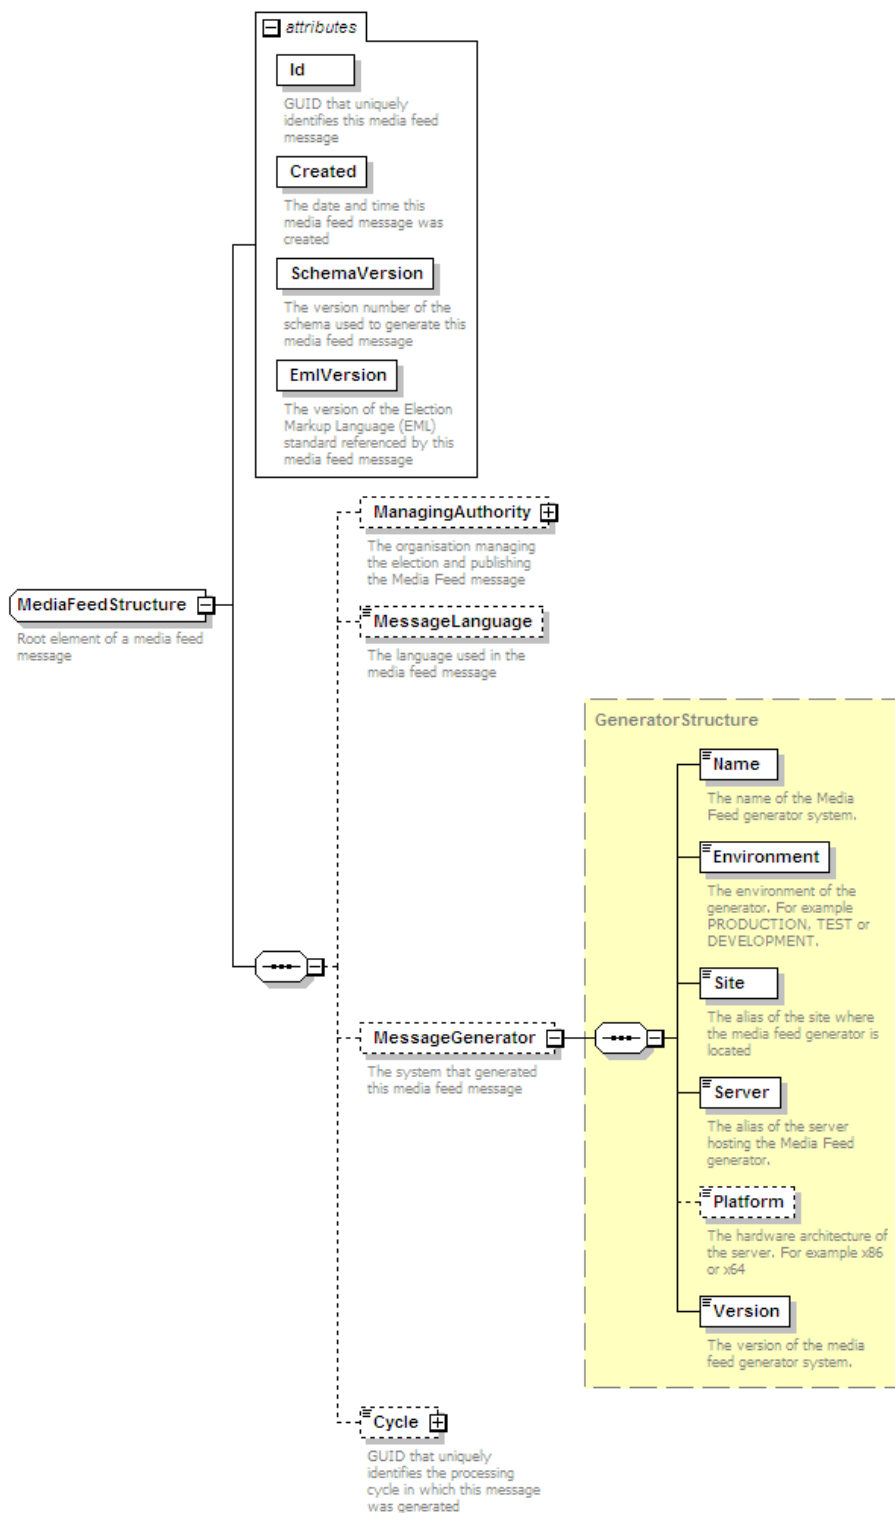 attributes
Id
GUID that uniquely
identifies this media feed
message
Created
The date and time this
media feed message was
created
SchemaVersion
The version number of the
schema used to generate this
media feed message
EmlVersion
The version of the Election
Markup Language (EML)
standard referenced by this
media feed message
MediaFeedStructure
Root element of a media feed
message
ManagingAuthority
The organisation managing
the election and publishing
the Media Feed message
MessageLanguage
The language used in the
media feed message
MessageGenerator
The system that generated
this media feed message
GeneratorStructure
Name
The name of the Media
Feed generator system.
Environment
The environment of the
generator. For example
PRODUCTION, TEST or
DEVELOPMENT.
Site
The alias of the site where
the media feed generator is
located
Server
The alias of the server
hosting the Media Feed
generator.
Platform
The hardware architecture of
the server. For example x86
or x64
Version
The version of the media
feed generator system.
Cycle
GUID that uniquely
identifies the processing
cycle in which this message
was generated